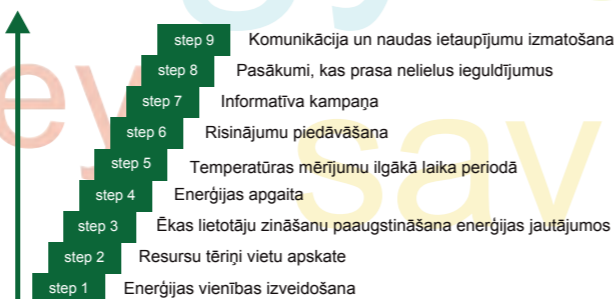 step 9 Komunikācija un naudas ietaupījumu izmatošana
step 8 Pasākumi, kas prasa nelielus ieguldījumus
step 7 Informatīva kampaņa
step 6 Risinājumu piedāvāšana
step 5 Temperatūras mērījumu ilgākā laika periodā
step 4 Enerģijas apgaita
step 3 Ēkas lietotāju zināšanu paaugstināšana enerģijas jautājumos
step 2 Resursu tēriņi vietu apskate
step 1 Enerģijas vienības izveidošana